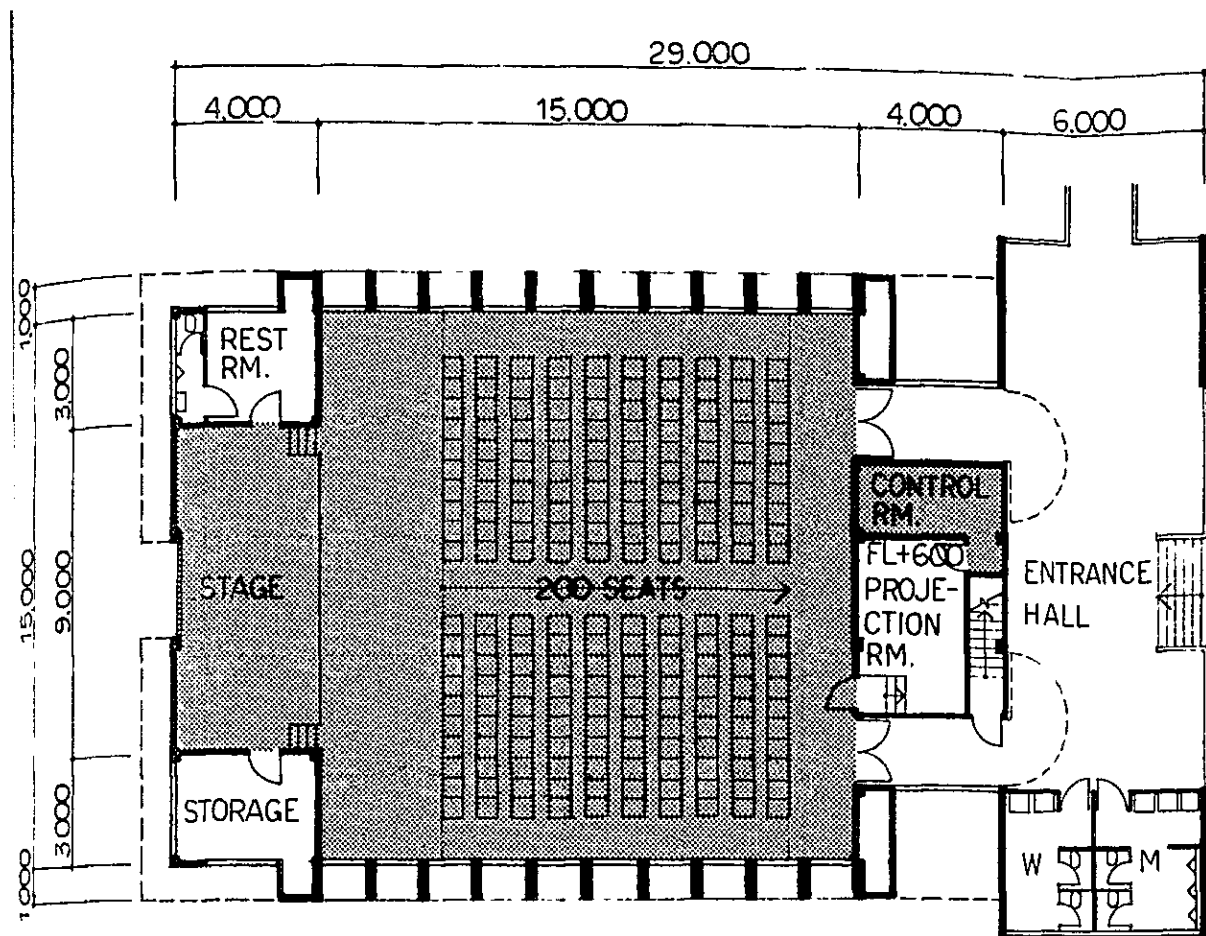 29.000
4.000
15.000
4.000
6.000
1.000
3.000
15.000
9.000
3.000
1.000
REST
RM.
STAGE
STORAGE
200 SEATS
CONTROL
RM.
FL+600
PROJE-
CTION
RM.
ENTRANCE
HALL
W
M